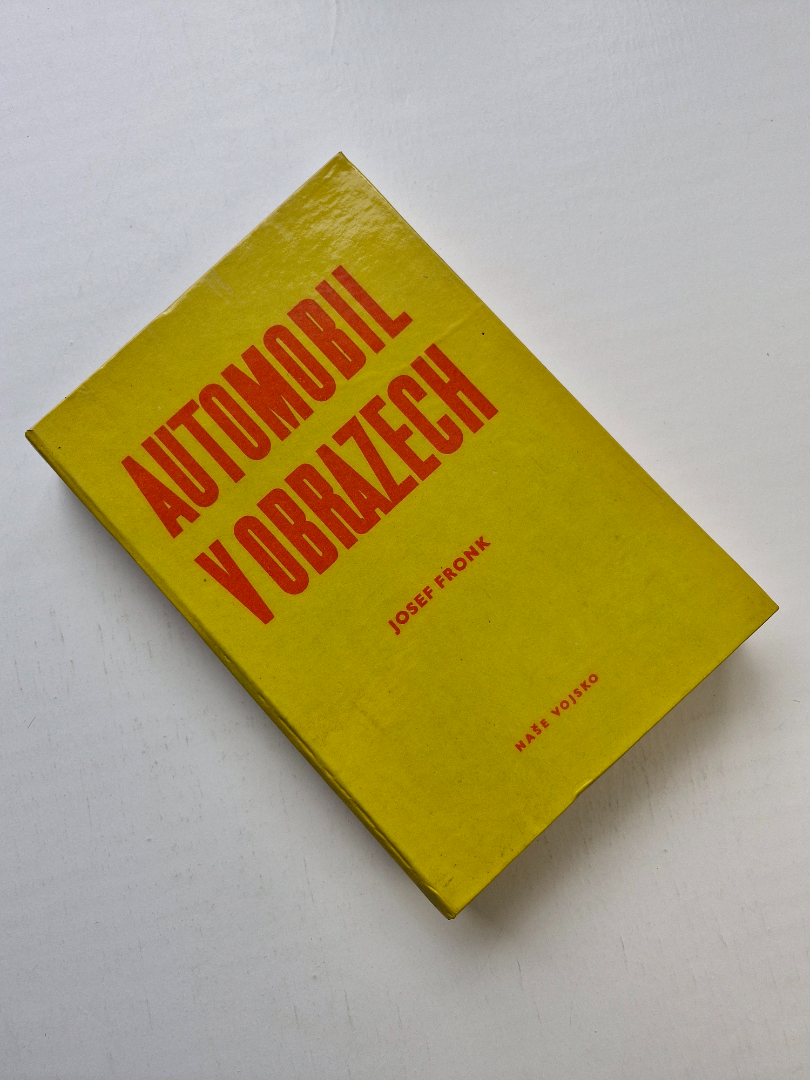 AUTOMOBIL
V OBRAZECH
JOSEF FRONK
NAŠE VOJSKO